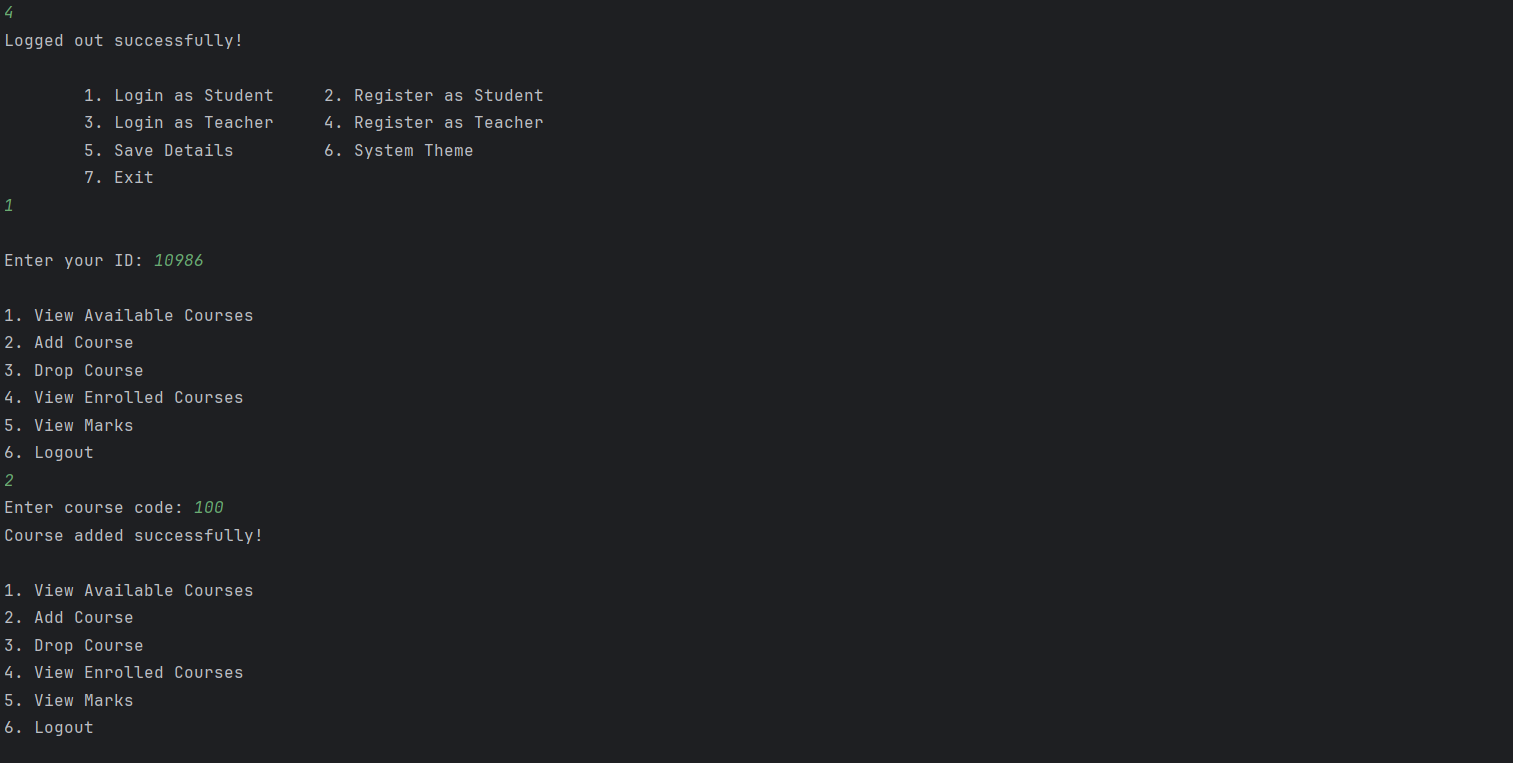 4
Logged out successfully!
1. Login as Student 2. Register as Student
3. Login as Teacher 4. Register as Teacher
5. Save Details 6. System Theme
7. Exit
1
Enter your ID: 10986
1. View Available Courses
2. Add Course
3. Drop Course
4. View Enrolled Courses
5. View Marks
6. Logout
2
Enter course code: 100
Course added successfully!
1. View Available Courses
2. Add Course
3. Drop Course
4. View Enrolled Courses
5. View Marks
6. Logout